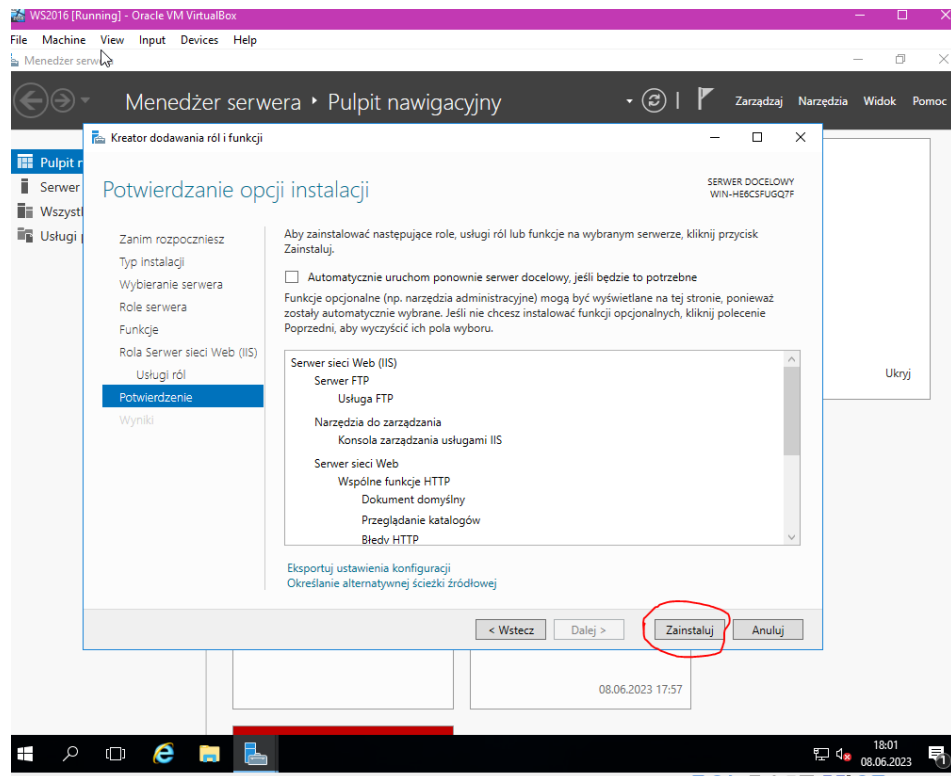 WS2016 [Running] - Oracle VM VirtualBox
File Machine View Input Devices Help
Menedżer
Menedżer serwera • Pulpit nawigacyjny
Zarządzaj Narzędzia Widok Pomoc
Kreator dodawania ról i funkcji
Pulpit
Serwer
Usługi
Potwierdzanie opcji instalacji
SERWER DOCELOWY
WIN-HE6CSFUGQ7F
Zanim rozpoczniesz
Typ instalacji
Wybieranie serwera
Role serwera
Funkcje
Rola Serwer sieci Web (IIS)
Usługi ról
Potwierdzenie
Wyniki
Aby zainstalować następujące role, usługi ról lub funkcje na wybranym serwerze, kliknij przycisk
Zainstaluj.
Automatycznie uruchom ponownie serwer docelowy, jeśli będzie to potrzebne
Funkcje opcjonalne (np. narzędzia administracyjne) mogą być wyświetlane na tej stronie, ponieważ
zostały automatycznie wybrane. Jeśli nie chcesz instalować funkcji opcjonalnych, kliknij polecenie
Poprzedni, aby wyczyścić ich pola wyboru.
Serwer sieci Web (IIS)
Serwer FTP
Usługa FTP
Narzędzia do zarządzania
Konsola zarządzania usługami IIS
Serwer sieci Web
Wspólne funkcje HTTP
Dokument domyślny
Przeglądanie katalogów
Błędy HTTP
Eksportuj ustawienia konfiguracji
Określanie alternatywnej ścieżki źródłowej
< Wstecz Dalej > Zainstaluj Anuluj
Ukryj
08.06.2023 17:57
18:01
08.06.2023